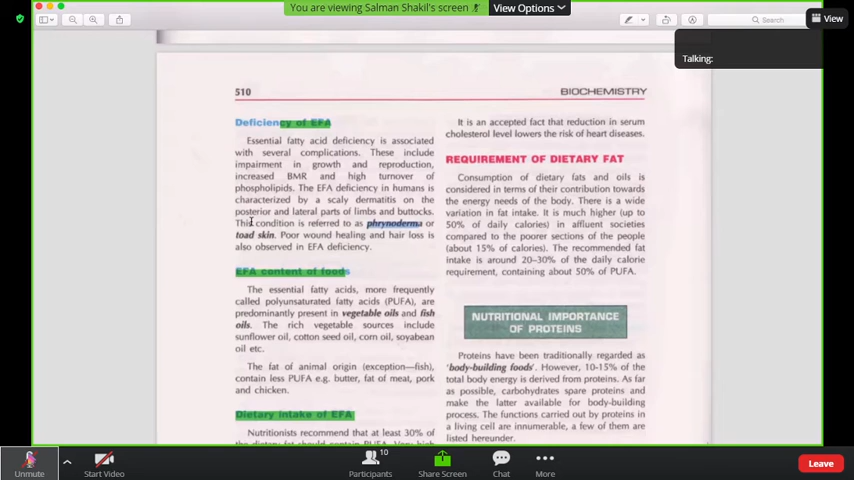 You are viewing Salman Shakil's screen
View Options
Search
View
Talking:
510
BIOCHEMISTRY
Deficiency of EFA
Essential fatty acid deficiency is associated
with several complications. These include
impairment in growth and reproduction,
increased BMR and high turnover of
phospholipids. The EFA deficiency in humans is
characterized by a scaly dermatitis on the
posterior and lateral parts of limbs and buttocks.
This condition is referred to as phrynoderma or
toad skin. Poor wound healing and hair loss is
also observed in EFA deficiency.
EFA content of foods
The essential fatty acids, more frequently
called polyunsaturated fatty acids (PUFA), are
predominantly present in vegetable oils and fish
oils. The rich vegetable sources include
sunflower oil, cotton seed oil, corn oil, soyabean
oil etc.
The fat of animal origin (exception—fish),
contain less PUFA e.g. butter, fat of meat, pork
and chicken.
Dietary intake of EFA
Nutritionists recommend that at least 30% of
the dietary fat should contain PUFA. Very high
It is an accepted fact that reduction in serum
cholesterol level lowers the risk of heart diseases.
REQUIREMENT OF DIETARY FAT
Consumption of dietary fats and oils is
considered in terms of their contribution towards
the energy needs of the body. There is a wide
variation in fat intake. It is much higher (up to
50% of daily calories) in affluent societies
compared to the poorer sections of the people
(about 15% of calories). The recommended fat
intake is around 20–30% of the daily calorie
requirement, containing about 50% of PUFA.
NUTRITIONAL IMPORTANCE
OF PROTEINS
Proteins have been traditionally regarded as
'body-building foods'. However, 10-15% of the
total body energy is derived from proteins. As far
as possible, carbohydrates spare proteins and
make the latter available for body-building
process. The functions carried out by proteins in
a living cell are innumerable, a few of them are
listed hereunder.
Unmute
Start Video
10
Participants
Share Screen
Chat
More
Leave